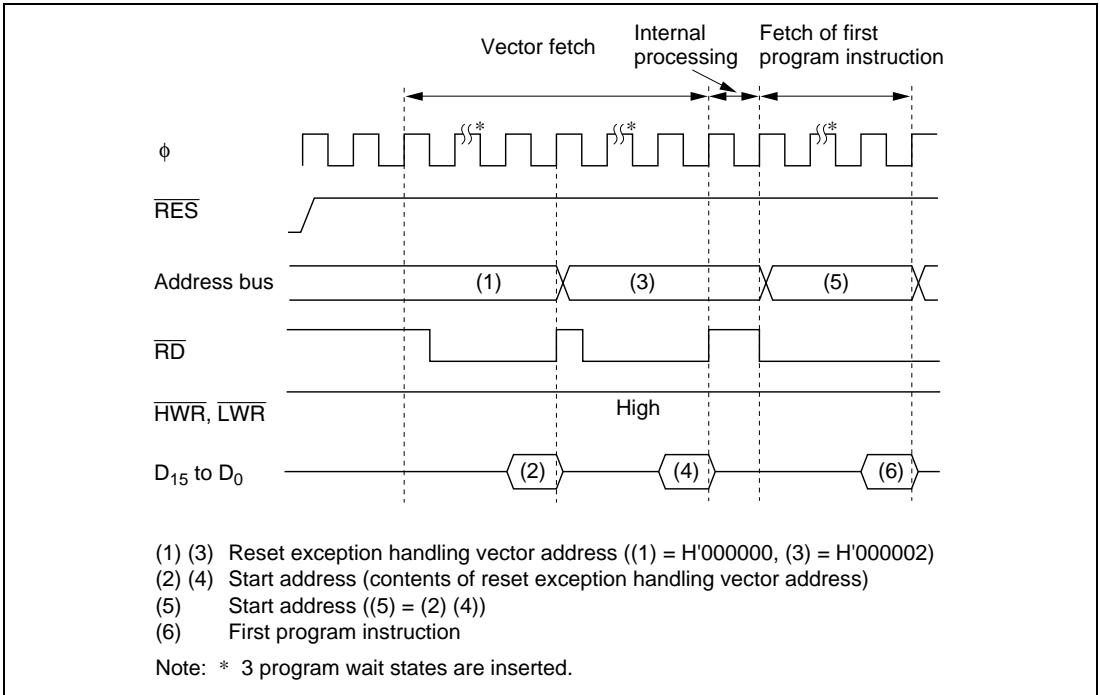 Vector fetch
Internal
processing
Fetch of first
program instruction
ϕ
* * *
RES
Address bus
(1) (3) (5)
RD
HWR, LWR
High
D15 to D0
(2) (4) (6)
(1) (3) Reset exception handling vector address ((1) = H'000000, (3) = H'000002)
(2) (4) Start address (contents of reset exception handling vector address)
(5) Start address ((5) = (2) (4))
(6) First program instruction
Note: * 3 program wait states are inserted.